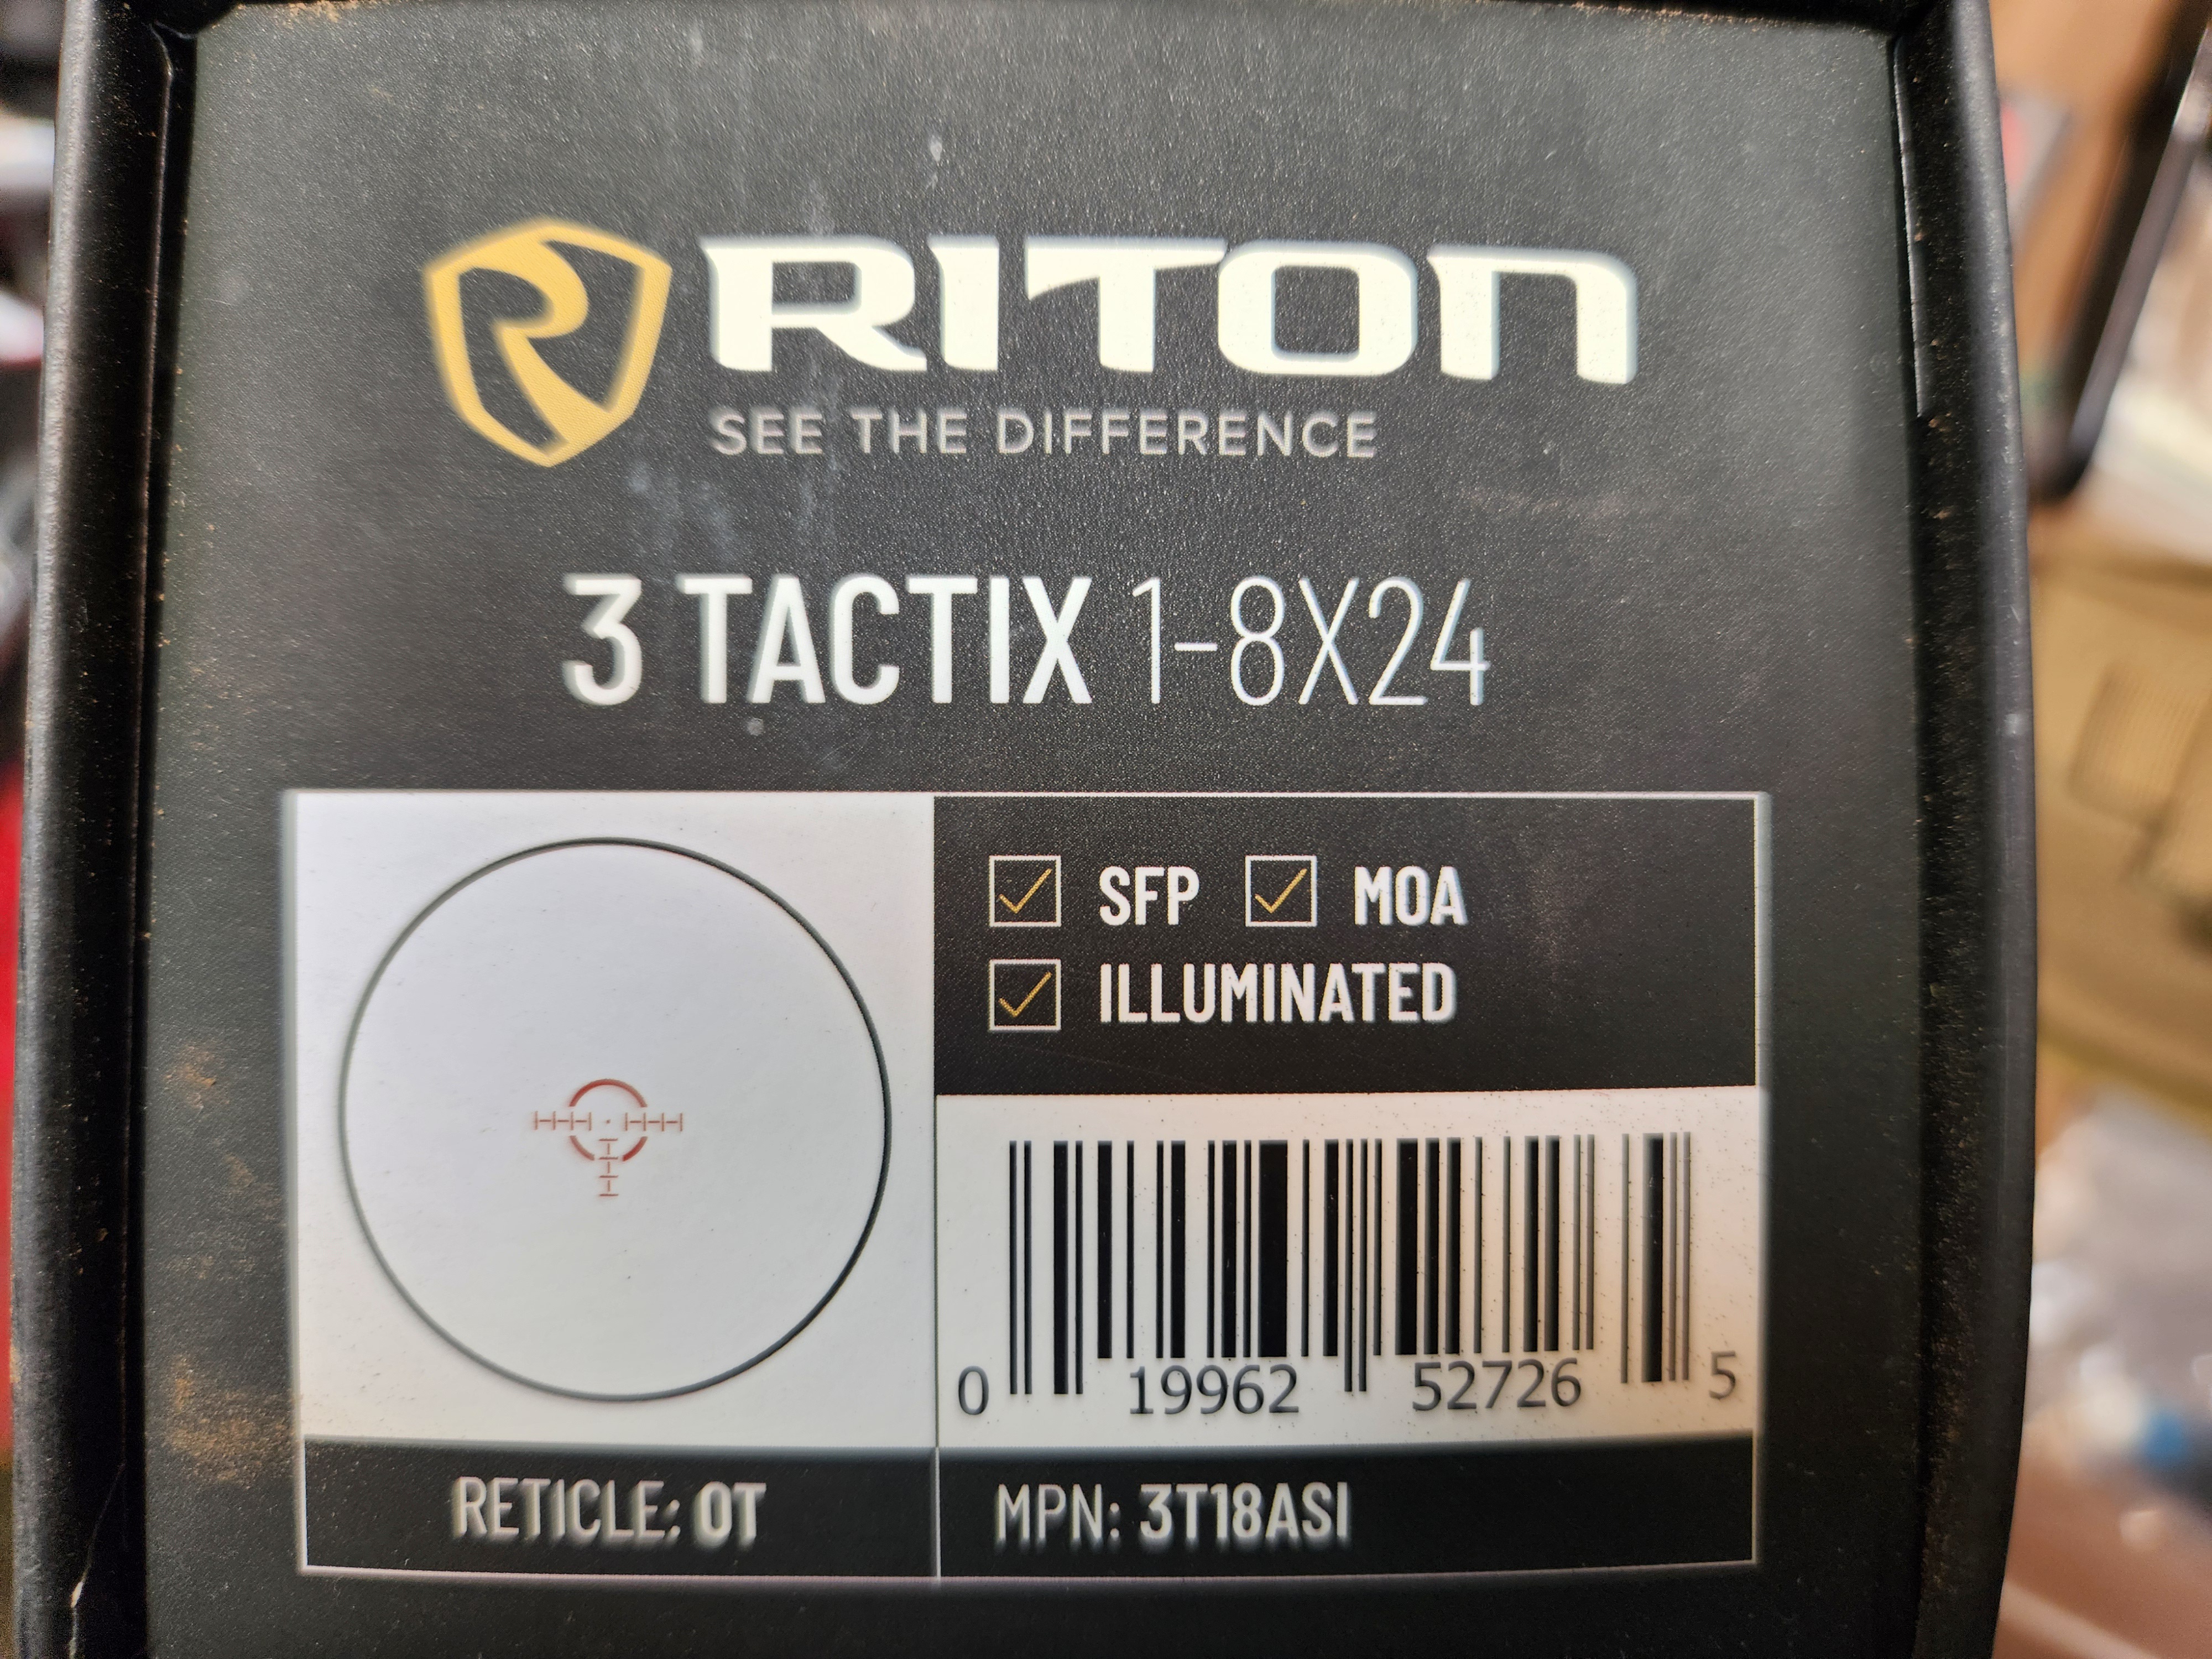 RITON
SEE THE DIFFERENCE
3 TACTIX 1-8X24
SFP MOA
ILLUMINATED
0 19962 52726 5
RETICLE: OT
MPN: 3T18ASI